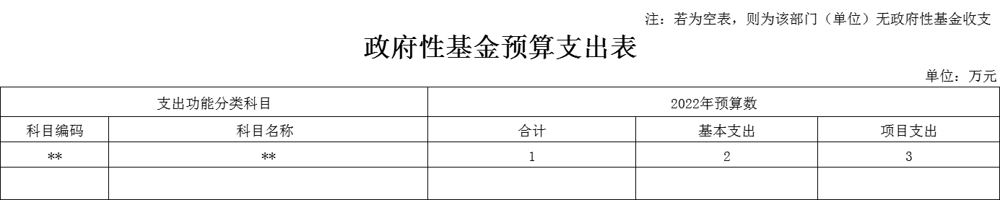 注：若为空表，则为该部门（单位）无政府性基金收支
政府性基金预算支出表
单位：万元
支出功能分类科目 2022年预算数
科目编码 科目名称 合计 基本支出 项目支出
** ** 1 2 3